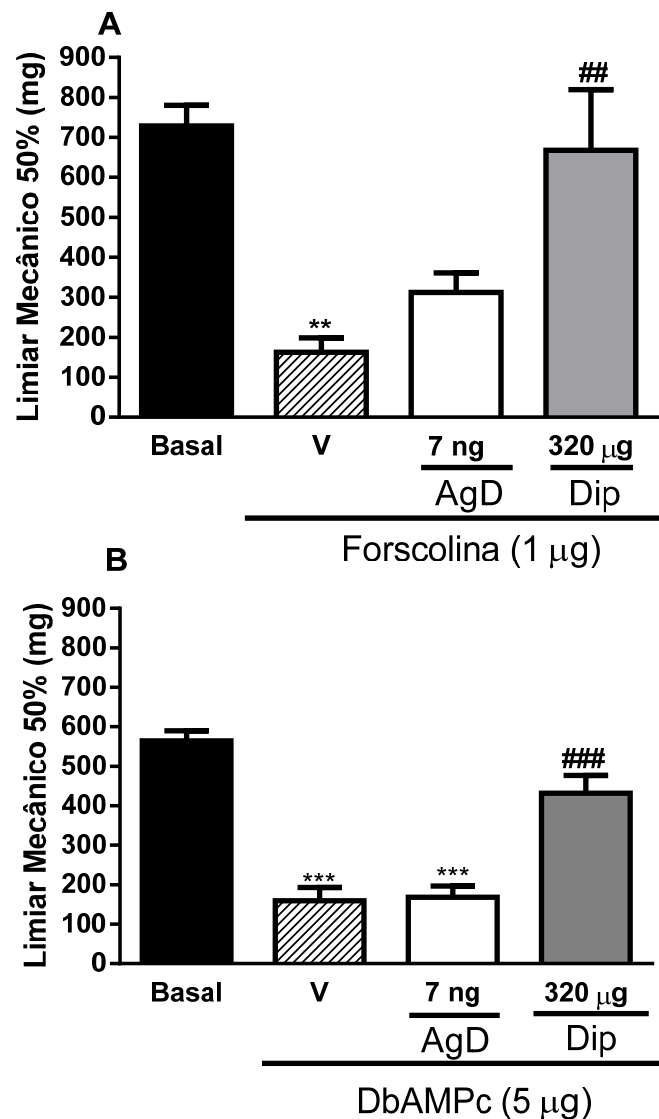 A
Limiar Mecânico 50% (mg)
900
800
700
600
500
400
300
200
100
0
**
##
Basal V 7 ng 320 μg
AgD Dip
Forscolina (1 μg)
B
Limiar Mecânico 50% (mg)
900
800
700
600
500
400
300
200
100
0
*** *** ###
Basal V 7 ng 320 μg
AgD Dip
DbAMPc (5 μg)